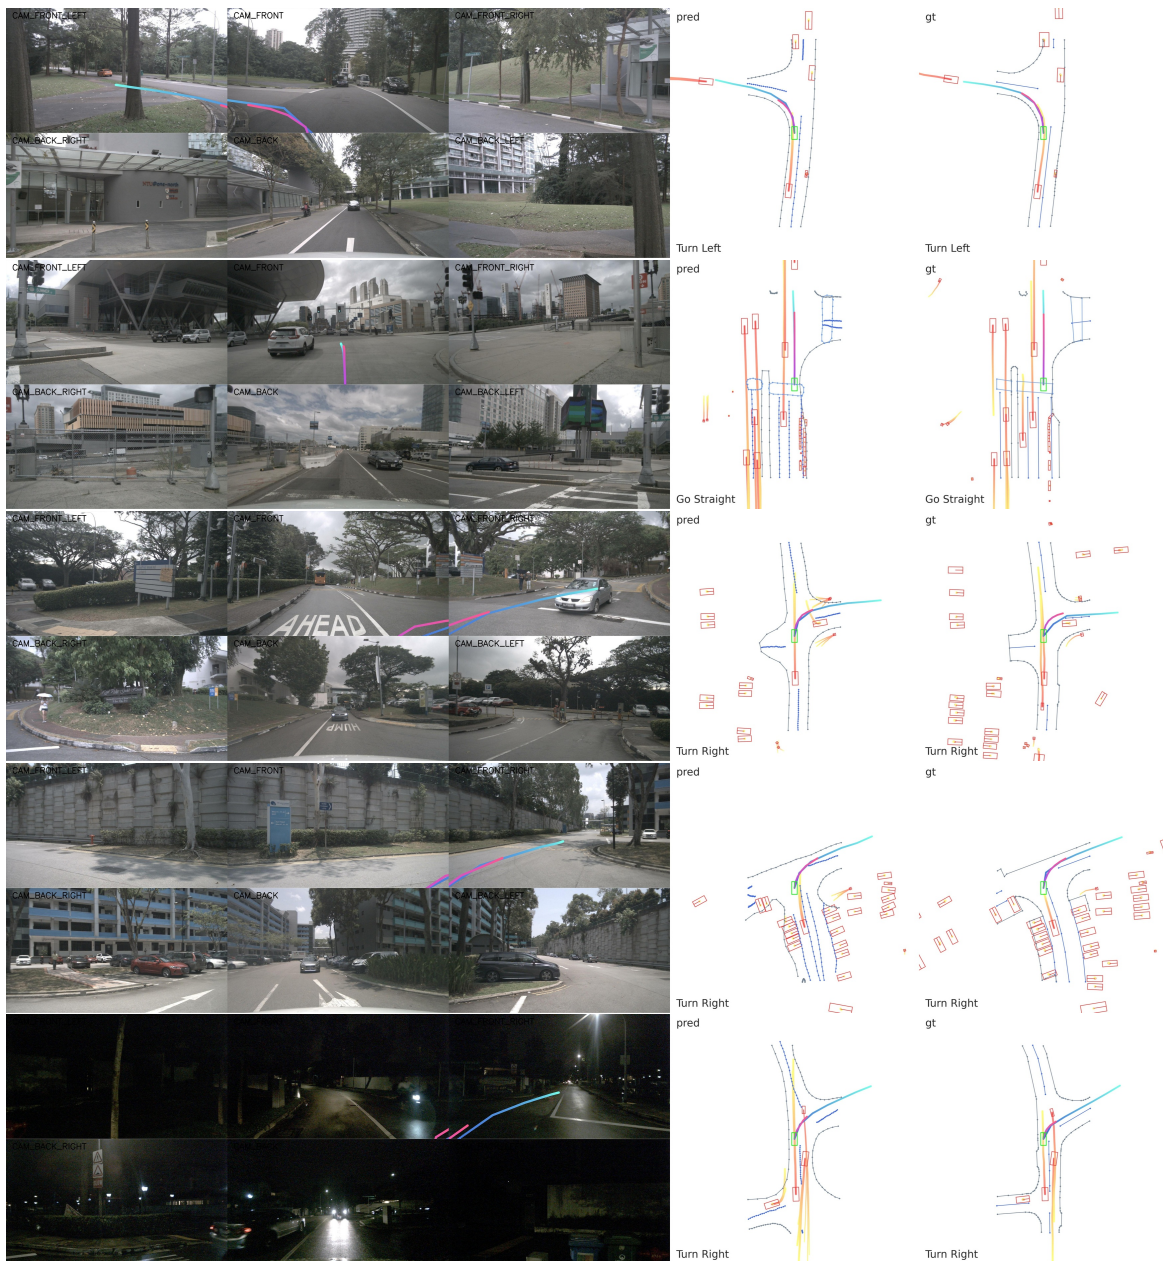 CAM_FRONT_LEFT CAM_FRONT CAM_FRONT_RIGHT pred gt
CAM_BACK_RIGHT CAM_BACK CAM_BACK_LEFT
Turn Left Turn Left
CAM_FRONT_LEFT CAM_FRONT CAM_FRONT_RIGHT pred gt
CAM_BACK_RIGHT CAM_BACK CAM_BACK_LEFT
Go Straight Go Straight
CAM_FRONT_LEFT CAM_FRONT CAM_FRONT_RIGHT pred gt
AHEAD
CAM_BACK_RIGHT CAM_BACK CAM_BACK_LEFT
HUMP
Turn Right Turn Right
CAM_FRONT_LEFT CAM_FRONT CAM_FRONT_RIGHT pred gt
CAM_BACK_RIGHT CAM_BACK CAM_BACK_LEFT
Turn Right Turn Right
CAM_FRONT_RIGHT pred gt
CAM_BACK_RIGHT
Turn Right Turn Right